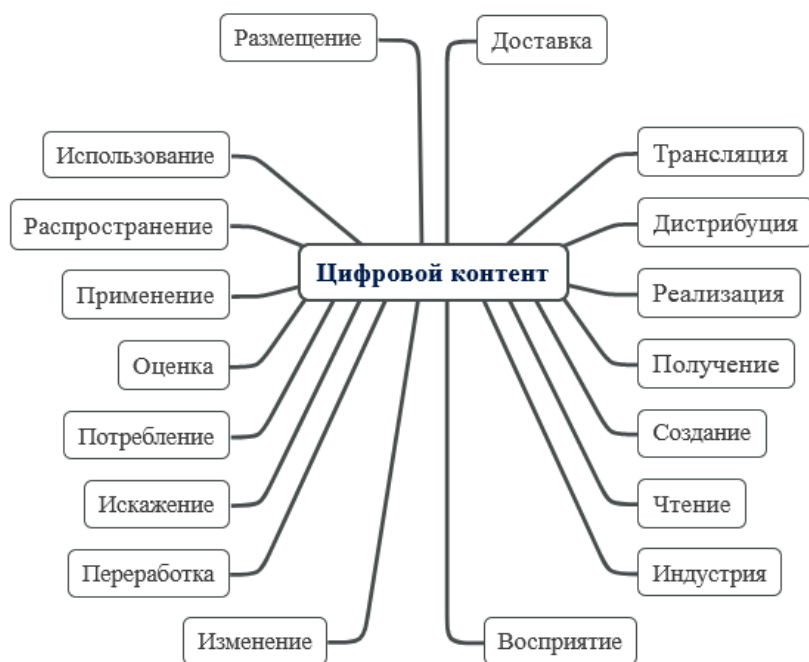 Размещение
Доставка
Использование
Трансляция
Распространение
Дистрибуция
Цифровой контент
Применение
Реализация
Оценка
Получение
Потребление
Создание
Искажение
Чтение
Переработка
Индустрия
Изменение
Восприятие